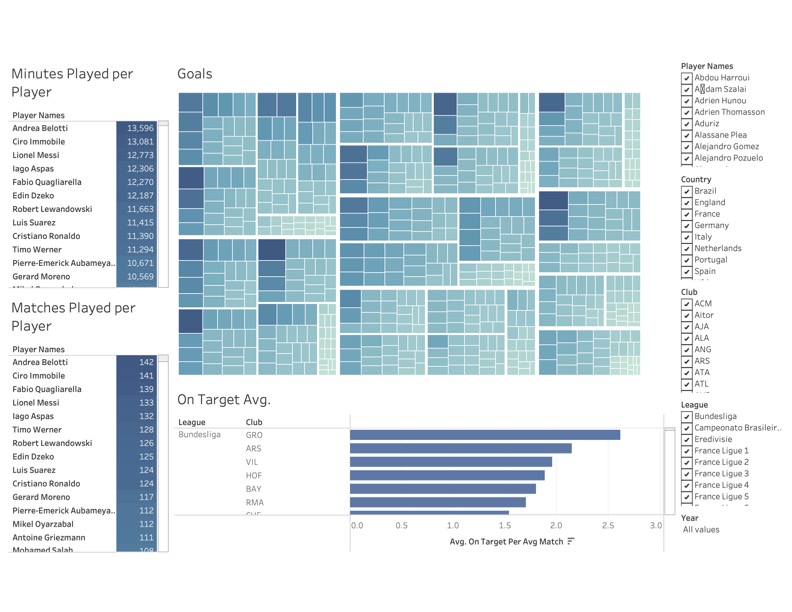 Minutes Played per
Player
Player Names
Andrea Belotti 13,596
Ciro Immobile 13,081
Lionel Messi 12,773
Iago Aspas 12,306
Fabio Quagliarella 12,270
Edin Dzeko 12,187
Robert Lewandowski 11,663
Luis Suarez 11,415
Cristiano Ronaldo 11,390
Timo Werner 11,294
Pierre-Emerick Aubameya.. 10,671
Gerard Moreno 10,569
Matches Played per
Player
Player Names
Andrea Belotti 142
Ciro Immobile 141
Fabio Quagliarella 139
Lionel Messi 133
Iago Aspas 132
Timo Werner 128
Robert Lewandowski 126
Edin Dzeko 125
Luis Suarez 124
Cristiano Ronaldo 124
Gerard Moreno 117
Pierre-Emerick Aubameya.. 112
Mikel Oyarzabal 112
Antoine Griezmann 111
Mohamed Salah 108
Goals
On Target Avg.
League Club
Bundesliga GRO
ARS
VIL
HOF
BAY
RMA
0.0 0.5 1.0 1.5 2.0 2.5 3.0
Avg. On Target Per Avg Match
Player Names
Abdou Harroui
Adam Szalai
Adrien Hunou
Adrien Thomasson
Aduriz
Alassane Plea
Alejandro Gomez
Alejandro Pozuelo
Country
Brazil
England
France
Germany
Italy
Netherlands
Portugal
Spain
Club
ACM
Aitor
AJA
ALA
ANG
ARS
ATA
ATL
League
Bundesliga
Campeonato Brasileir..
Eredivisie
France Ligue 1
France Ligue 2
France Ligue 3
France Ligue 4
France Ligue 5
Year
All values